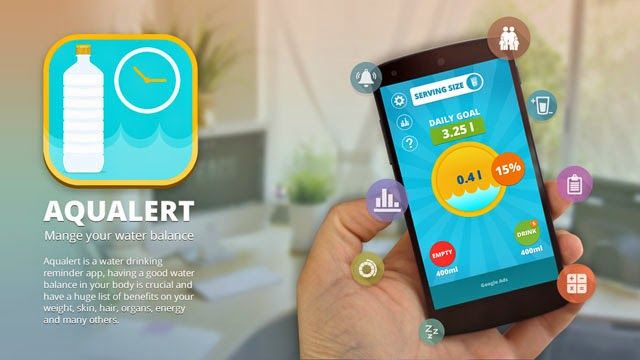 AQUALERT
Mange your water balance
Aqualert is a water drinking
reminder app, having a good water
balance in your body is crucial and
have a huge list of benefits on your
weight, skin, hair, organs, energy
and many others.
SERVING SIZE
DAILY GOAL
3.25 l
15%
0.4 l
EMPTY
400ml
DRINK
400ml
Google Ads
?
z z z